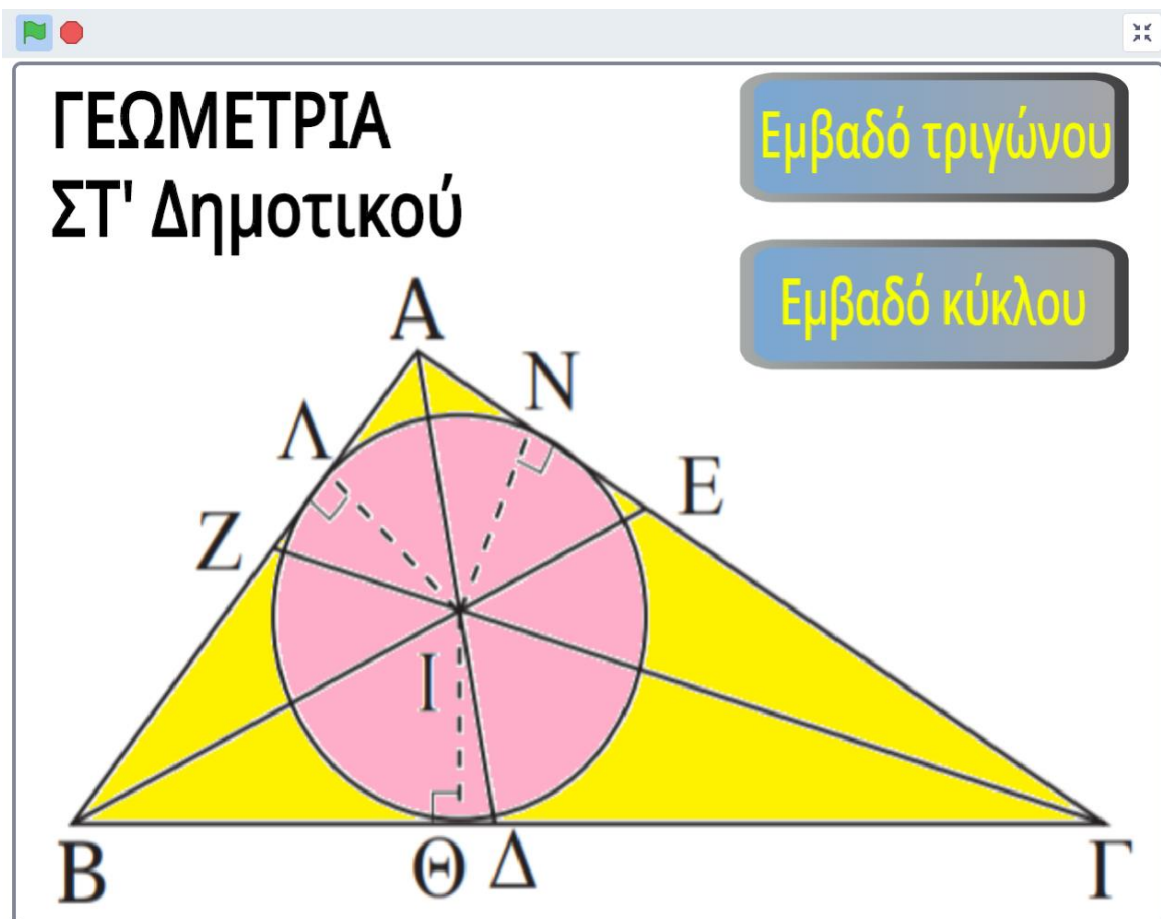 ΓΕΩΜΕΤΡΙΑ
ΣΤ' Δημοτικού
Εμβαδό τριγώνου
Εμβαδό κύκλου
Α
Ν
Λ
Ε
Ζ
Ι
Β
Θ Δ
Γ